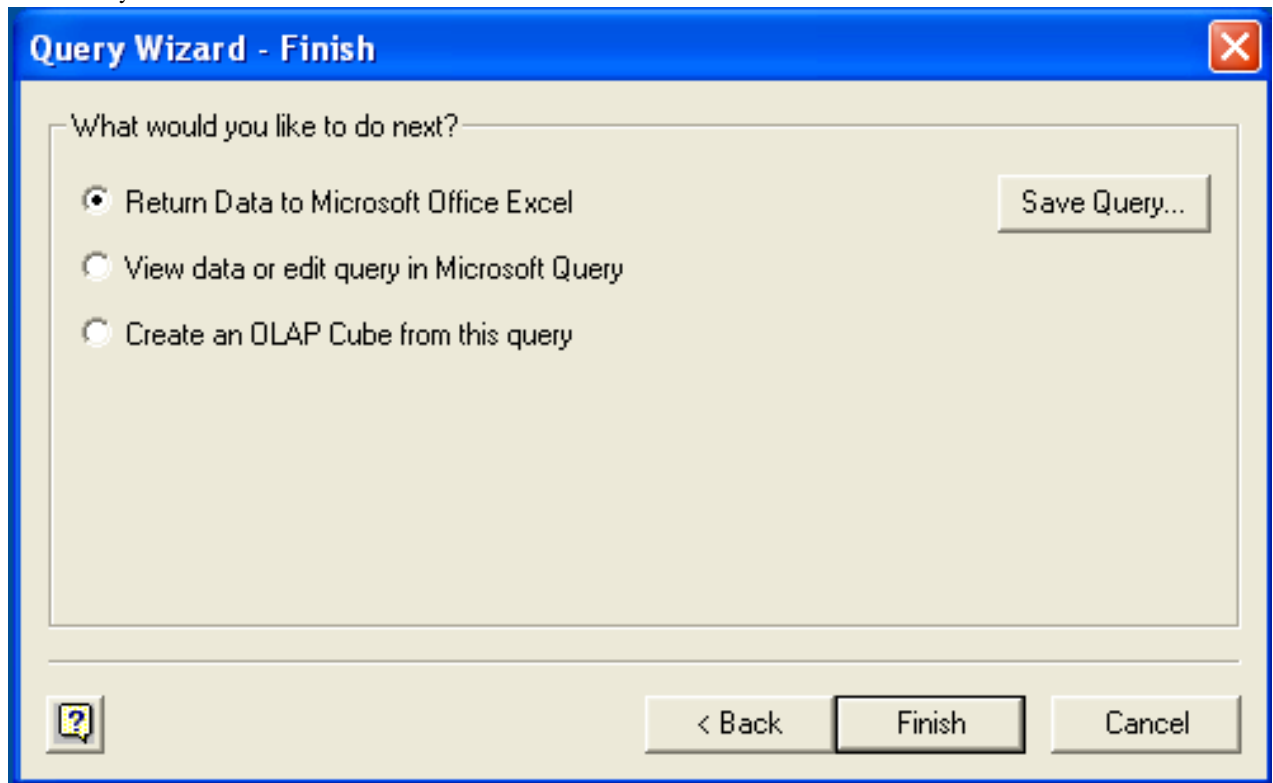 Query Wizard - Finish
What would you like to do next?
Return Data to Microsoft Office Excel
Save Query...
View data or edit query in Microsoft Query
Create an OLAP Cube from this query
?
< Back
Finish
Cancel